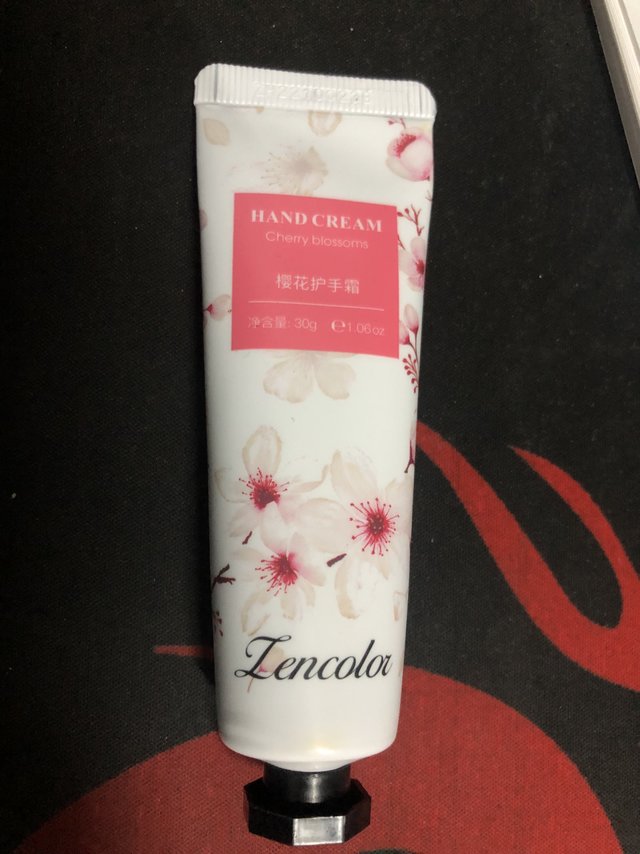 HAND CREAM
Cherry blossoms
樱花护手霜
净含量: 30g ℮1.06oz
Zencolor